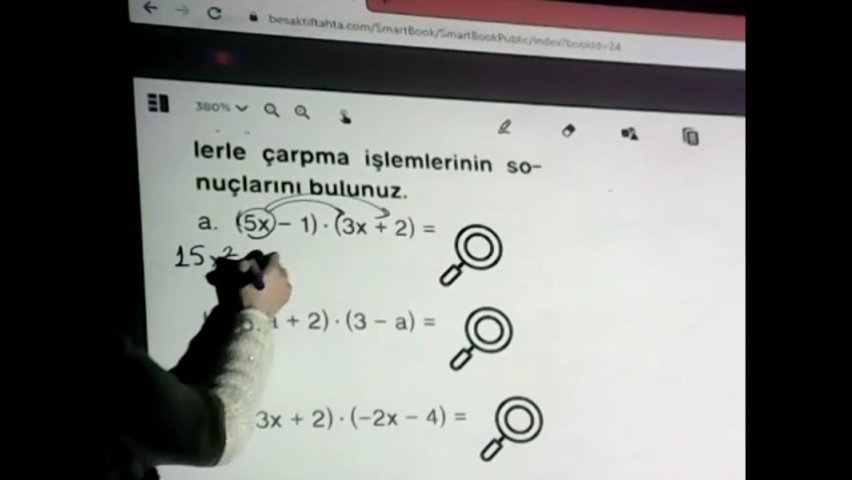 besaktiftahta.com/SmartBook/SmartBookPublic/Index?bookId=24
380%
lerle çarpma işlemlerinin so-
nuçlarını bulunuz.
a. (5x – 1) · (3x + 2) =
15x²
+ 2) · (3 – a) =
3x + 2) · (–2x – 4) =